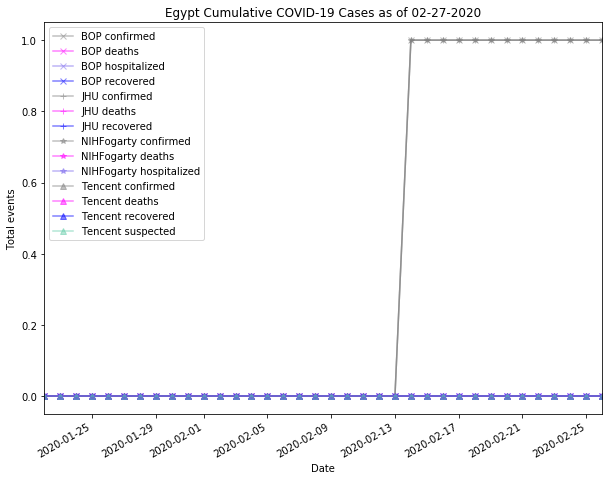 Egypt Cumulative COVID-19 Cases as of 02-27-2020
BOP confirmed
BOP deaths
BOP hospitalized
BOP recovered
JHU confirmed
JHU deaths
JHU recovered
NIHFogarty confirmed
NIHFogarty deaths
NIHFogarty hospitalized
Tencent confirmed
Tencent deaths
Tencent recovered
Tencent suspected
1.0
0.8
0.6
0.4
0.2
0.0
Total events
2020-01-25
2020-01-29
2020-02-01
2020-02-05
2020-02-09
2020-02-13
2020-02-17
2020-02-21
2020-02-25
Date